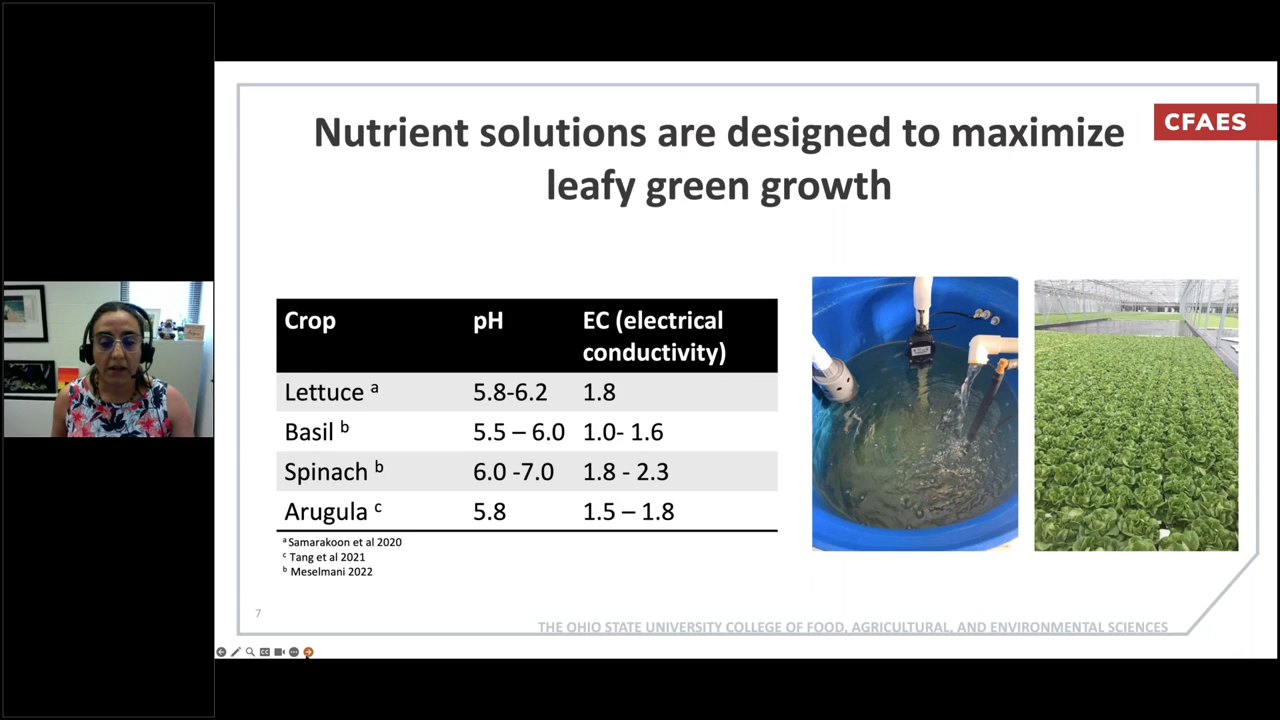 Nutrient solutions are designed to maximize
leafy green growth
CFAES
Crop pH EC (electrical
conductivity)
Lettuce a 5.8-6.2 1.8
Basil b 5.5 – 6.0 1.0- 1.6
Spinach b 6.0 -7.0 1.8 - 2.3
Arugula c 5.8 1.5 – 1.8
a Samarakoon et al 2020
c Tang et al 2021
b Meselmani 2022
7
THE OHIO STATE UNIVERSITY COLLEGE OF FOOD, AGRICULTURAL, AND ENVIRONMENTAL SCIENCES